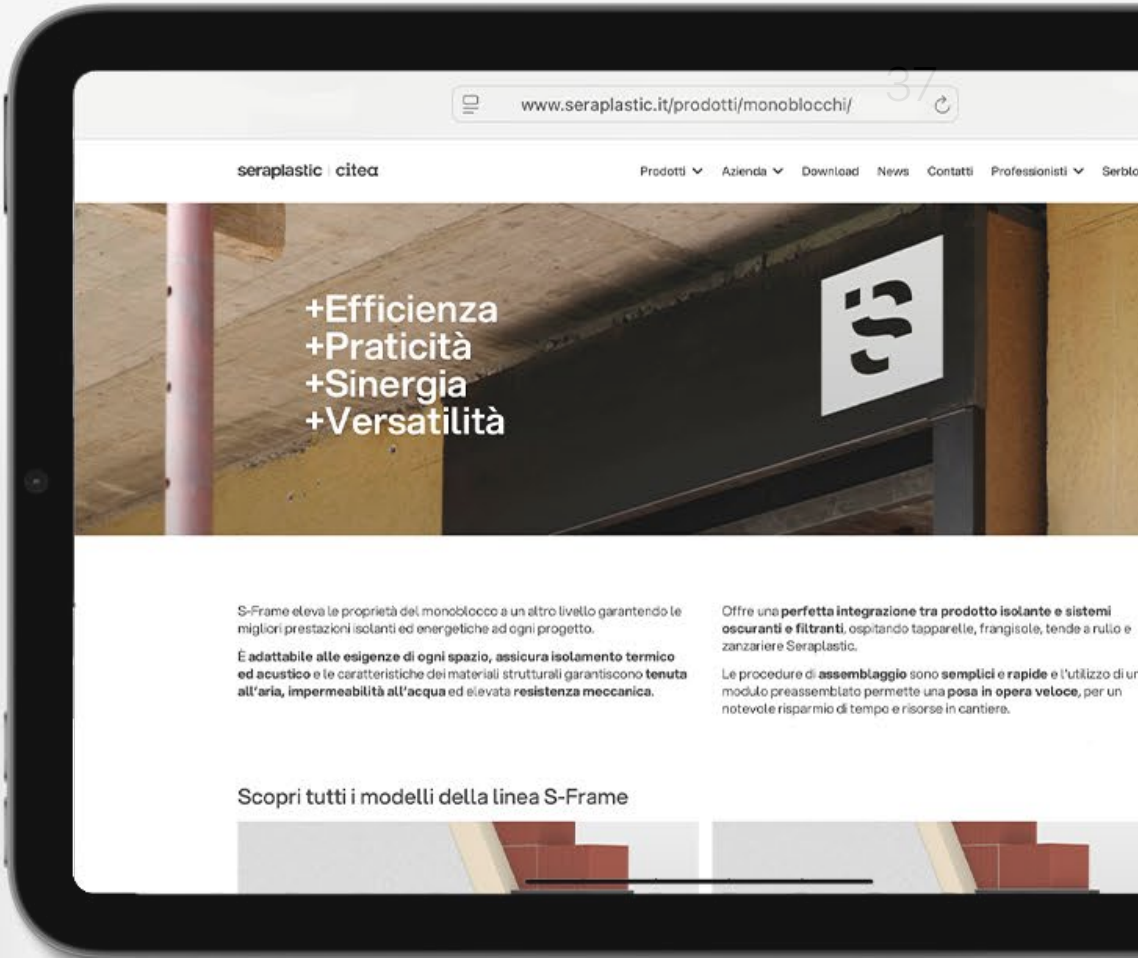 37
www.seraplastic.it/prodotti/monoblocchi/
seraplastic | citea
Prodotti Azienda Download News Contatti Professionisti
+Efficienza
+Praticità
+Sinergia
+Versatilità
S-Frame eleva le proprietà del monoblocco a un altro livello garantendo le
migliori prestazioni isolanti ed energetiche ad ogni progetto.
È adattabile alle esigenze di ogni spazio, assicura isolamento termico
ed acustico e le caratteristiche dei materiali strutturali garantiscono tenuta
all'aria, impermeabilità all'acqua ed elevata resistenza meccanica.
Offre una perfetta integrazione tra prodotto isolante e sistemi
oscuranti e filtranti, ospitando tapparelle, frangisole, tende a rullo e
zanzariere Seraplastic.
Le procedure di assemblaggio sono semplici e rapide e l'utilizzo di un
modulo preassemblato permette una posa in opera veloce, per un
notevole risparmio di tempo e risorse in cantiere.
Scopri tutti i modelli della linea S-Frame